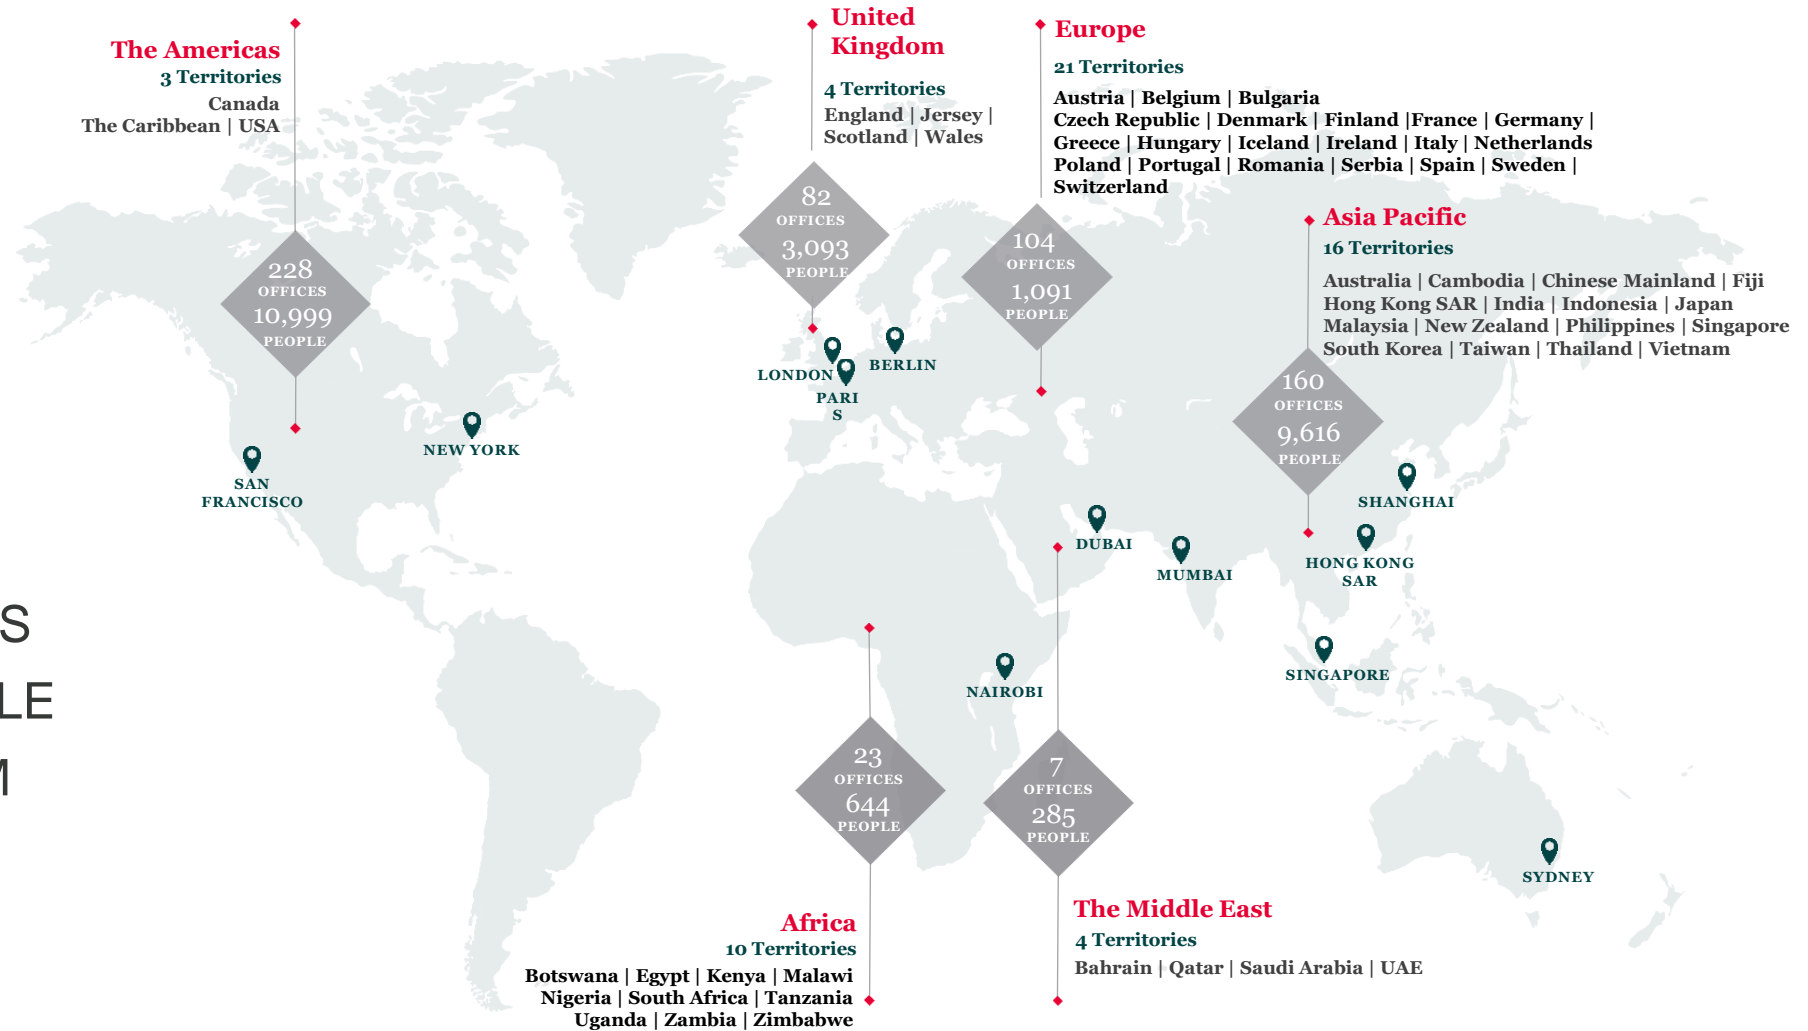 The Americas
3 Territories
Canada
The Caribbean | USA
228
OFFICES
10,999
PEOPLE
United
Kingdom
4 Territories
England | Jersey |
Scotland | Wales
82
OFFICES
3,093
PEOPLE
Europe
21 Territories
Austria | Belgium | Bulgaria
Czech Republic | Denmark | Finland |France | Germany |
Greece | Hungary | Iceland | Ireland | Italy | Netherlands
Poland | Portugal | Romania | Serbia | Spain | Sweden |
Switzerland
104
OFFICES
1,091
PEOPLE
Asia Pacific
16 Territories
Australia | Cambodia | Chinese Mainland | Fiji
Hong Kong SAR | India | Indonesia | Japan
Malaysia | New Zealand | Philippines | Singapore
South Korea | Taiwan | Thailand | Vietnam
160
OFFICES
9,616
PEOPLE
LONDON
BERLIN
PARI
S
NEW YORK
SAN
FRANCISCO
SHANGHAI
DUBAI
MUMBAI
HONG KONG
SAR
SINGAPORE
NAIROBI
SYDNEY
S
LE
M
23
OFFICES
644
PEOPLE
7
OFFICES
285
PEOPLE
Africa
10 Territories
Botswana | Egypt | Kenya | Malawi
Nigeria | South Africa | Tanzania
Uganda | Zambia | Zimbabwe
The Middle East
4 Territories
Bahrain | Qatar | Saudi Arabia | UAE